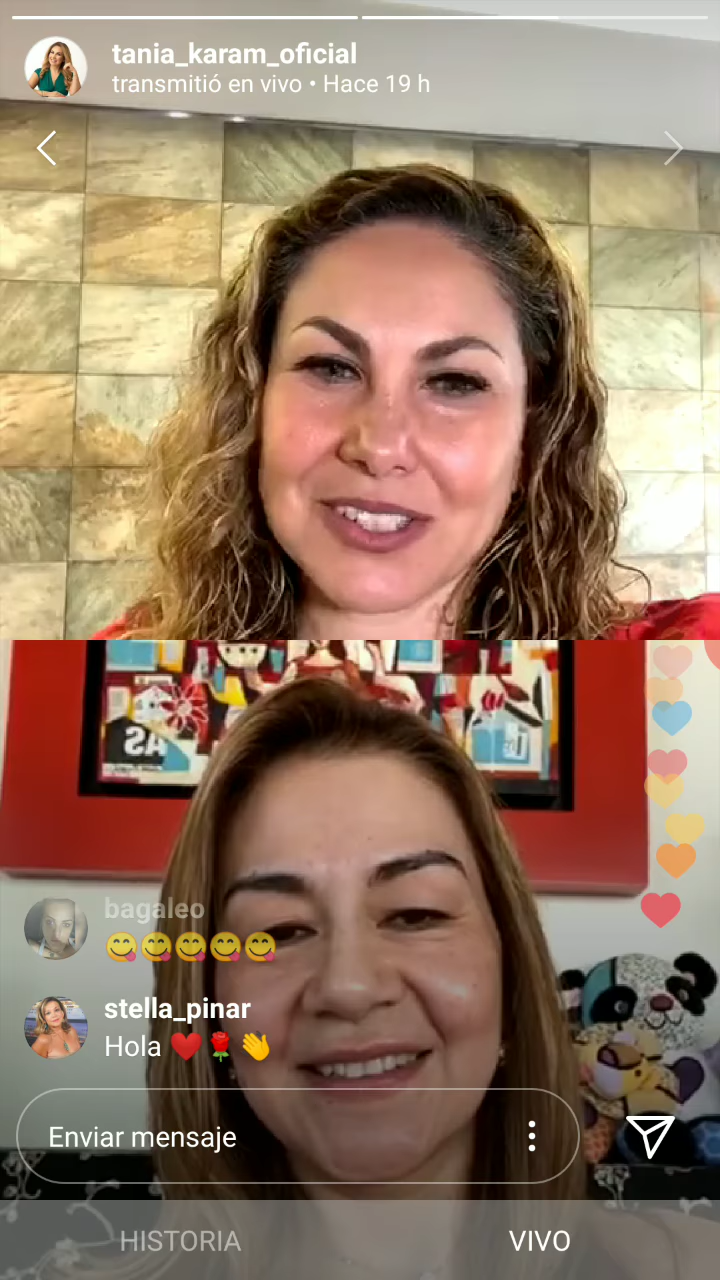 tania_karam_oficial
transmitió en vivo • Hace 19 h
bagaleo
😋😋😋😋😋
stella_pinar
Hola ❤️🌹👋
Enviar mensaje
HISTORIA
VIVO